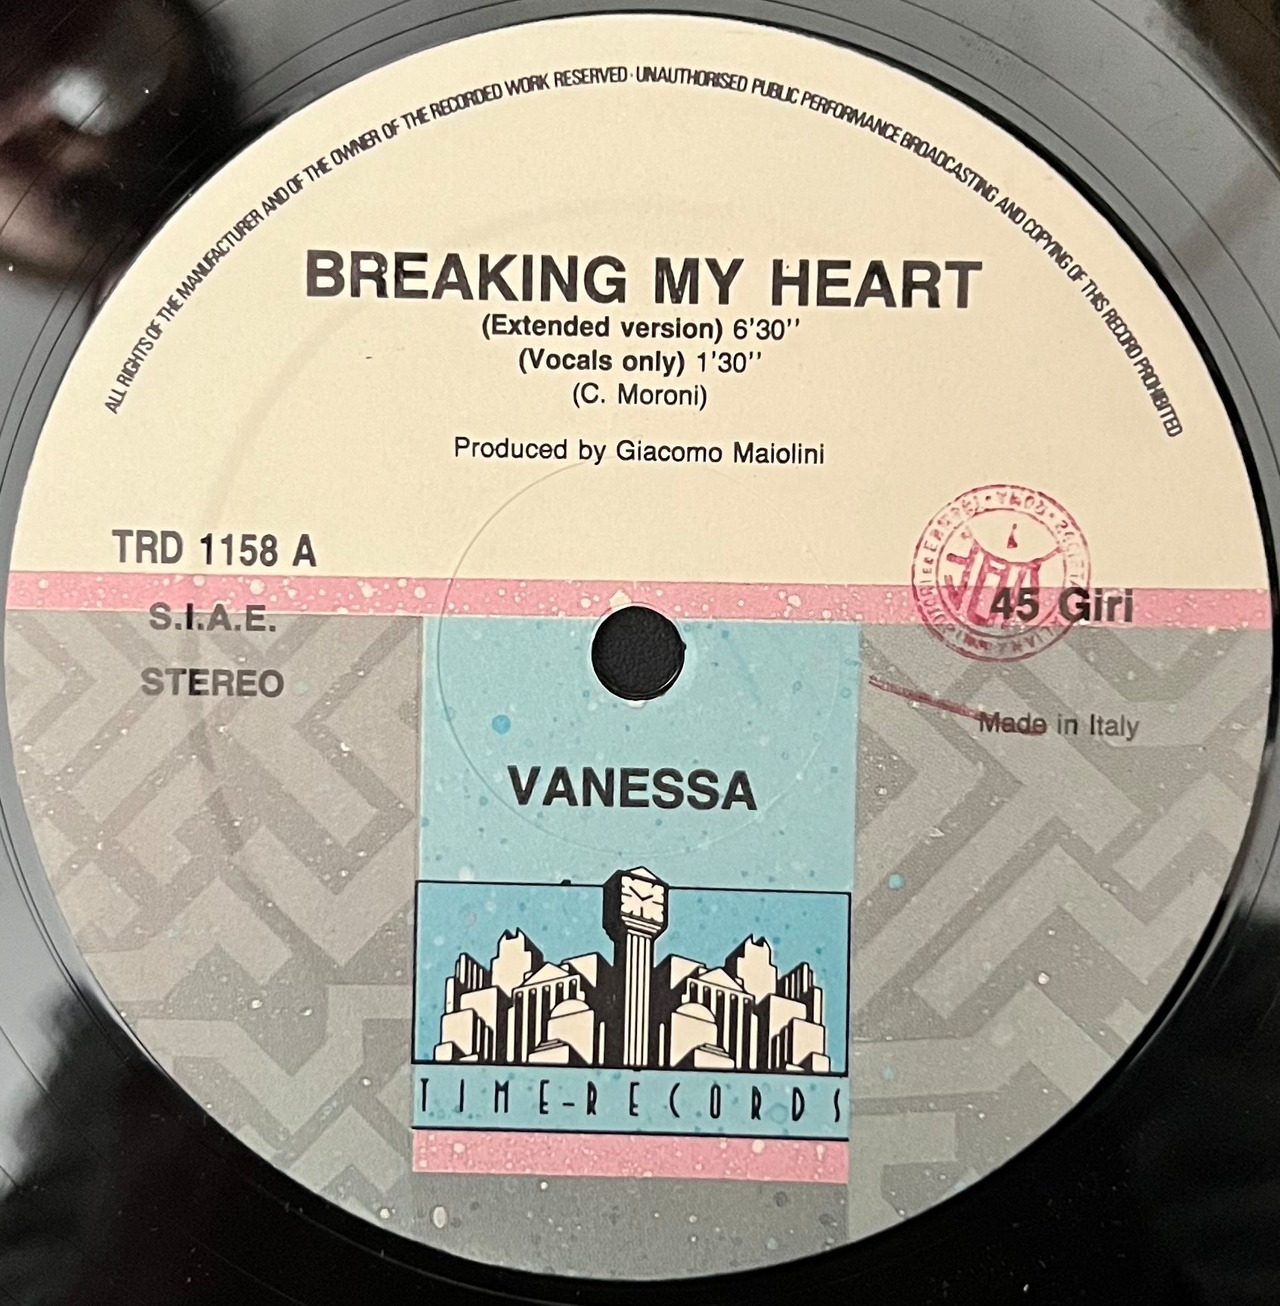 ALL RIGHTS OF THE MANUFACTURER AND OF THE OWNER OF THE RECORDED WORK RESERVED · UNAUTHORISED PUBLIC PERFORMANCE BROADCASTING AND COPYING OF THIS RECORD PROHIBITED
BREAKING MY HEART
(Extended version) 6'30''
(Vocals only) 1'30''
(C. Moroni)
Produced by Giacomo Maiolini
TRD 1158 A
S.I.A.E.
45 Giri
STEREO
Made in Italy
VANESSA
TIME-RECORDS